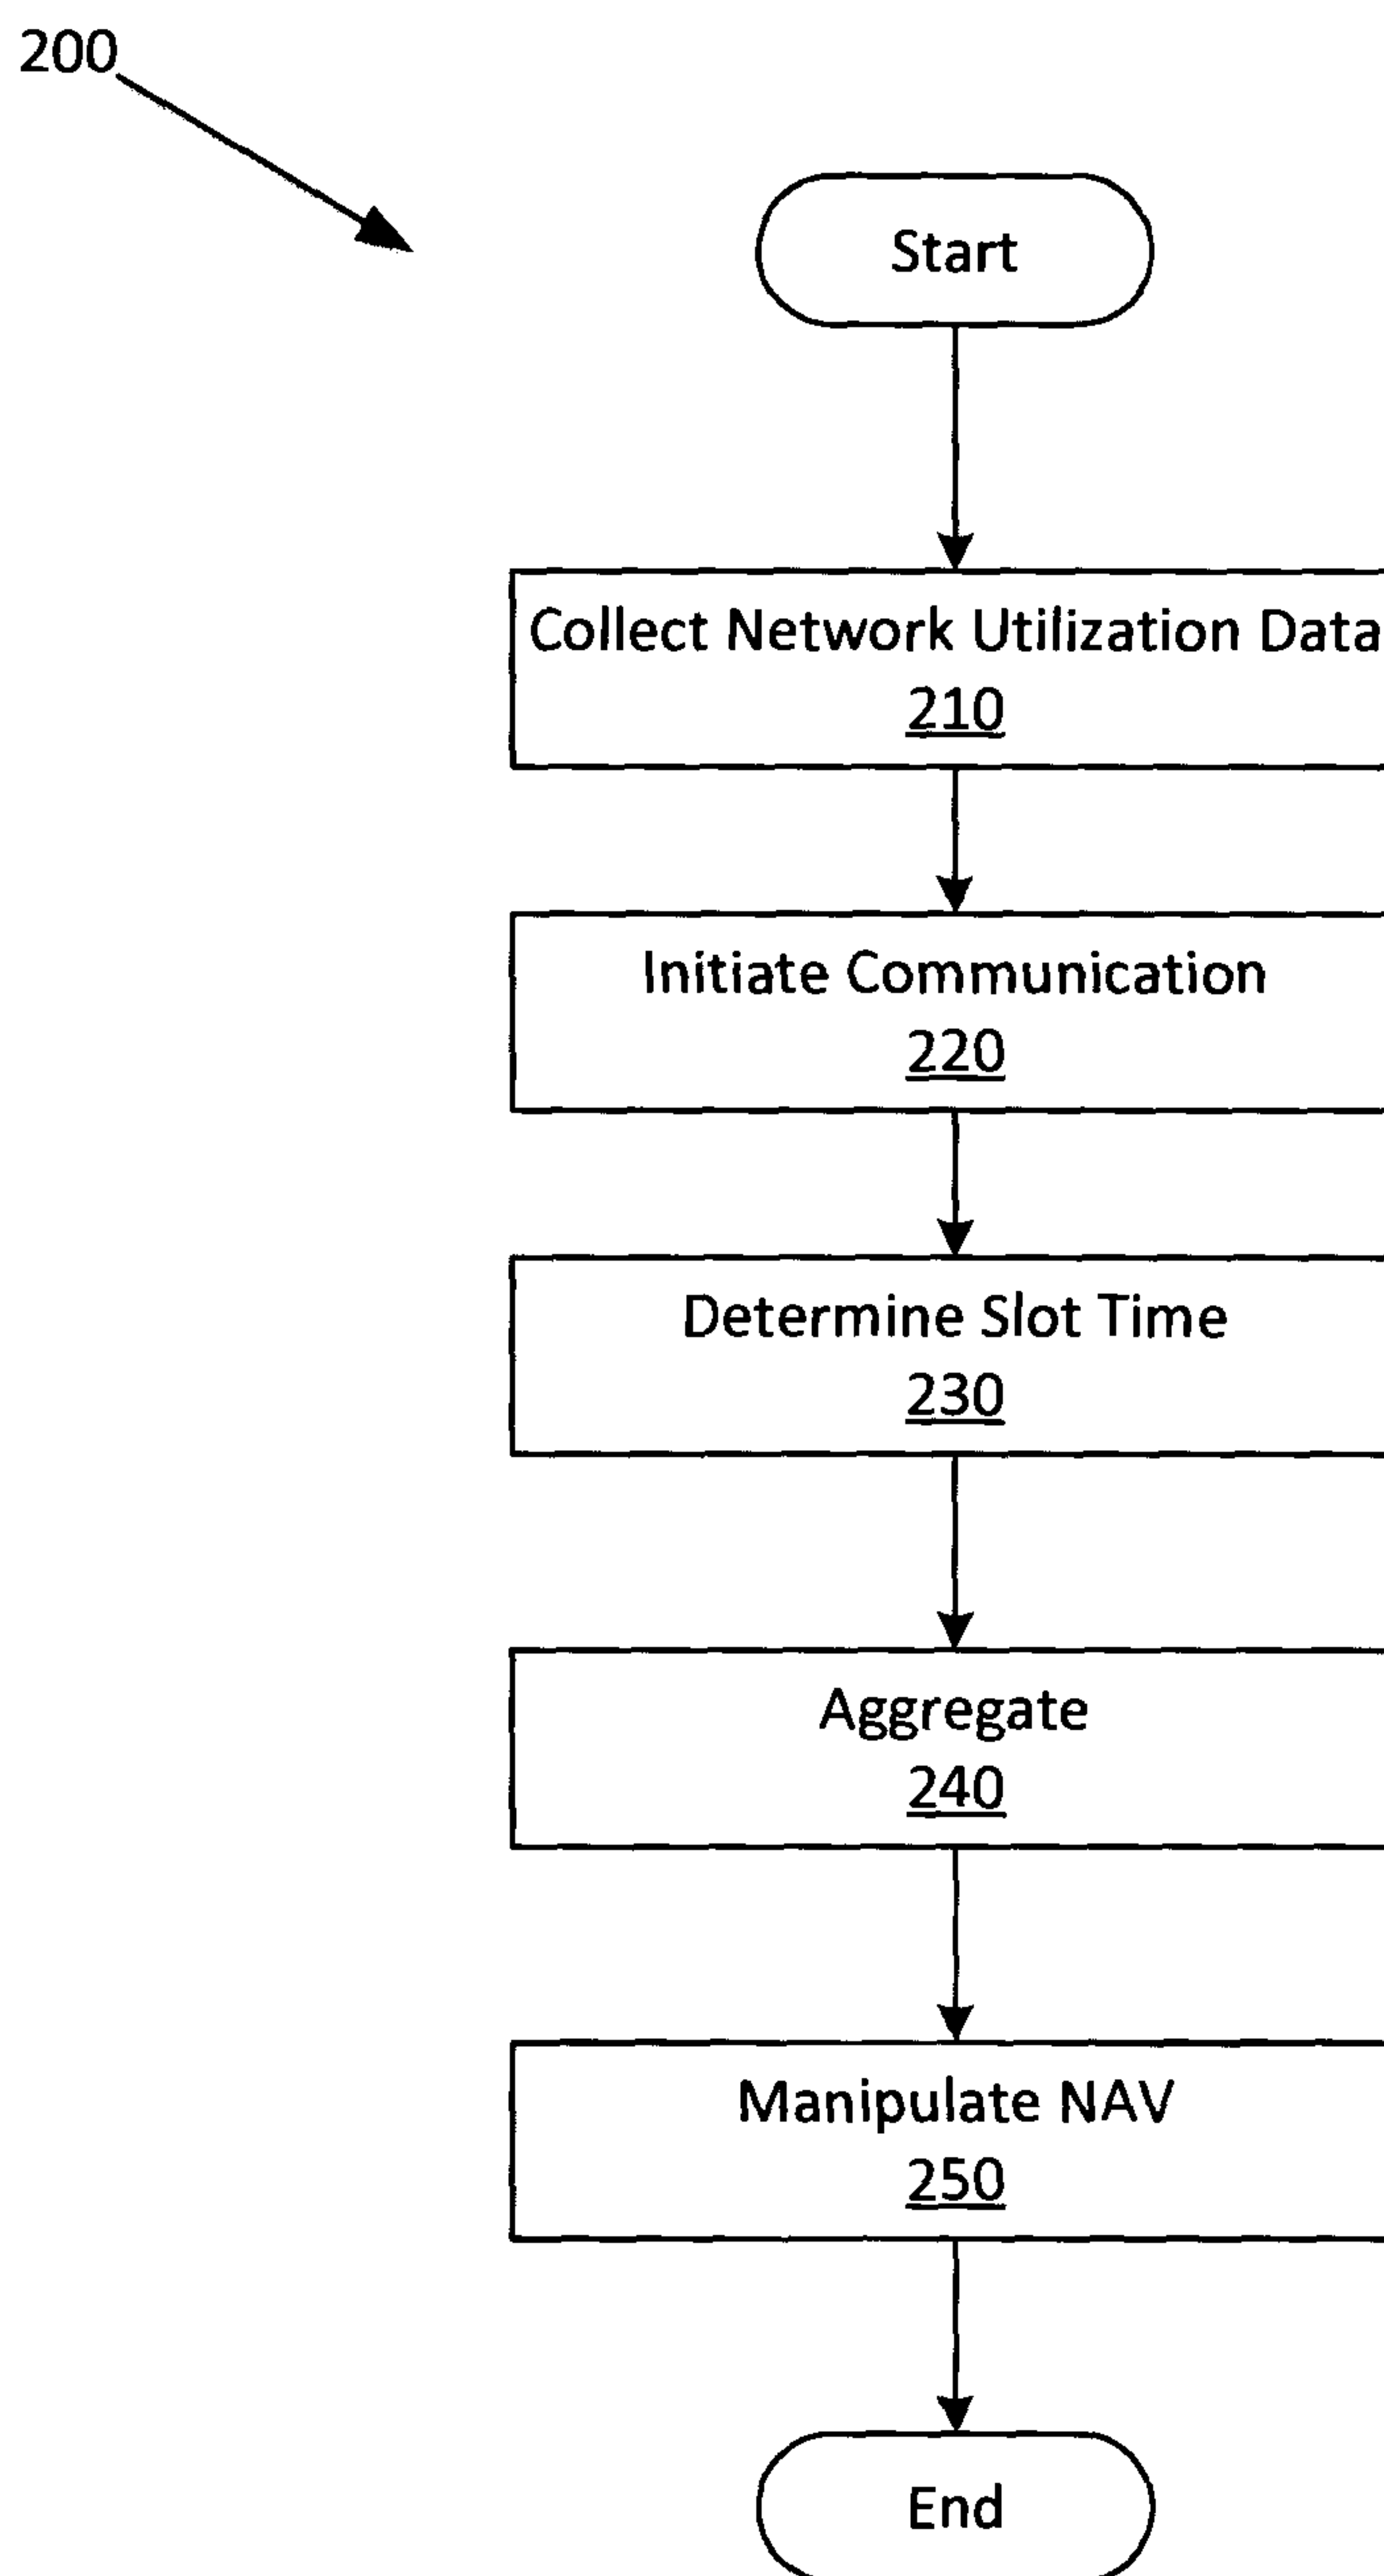 200
Start
Collect Network Utilization Data
210
Initiate Communication
220
Determine Slot Time
230
Aggregate
240
Manipulate NAV
250
End